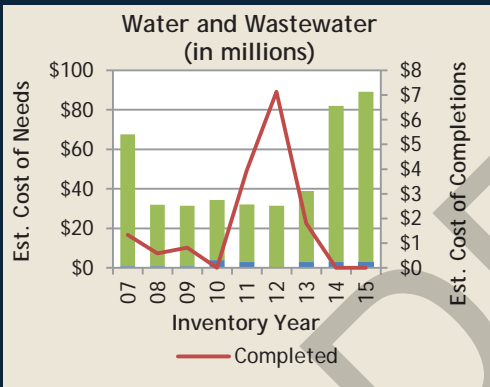 Water and Wastewater
(in millions)
Est. Cost of Needs
$100
$80
$60
$40
$20
$0
$8
$7
$6
$5
$4
$3
$2
$1
$0
Est. Cost of Completions
07 08 09 10 11 12 13 14 15
Inventory Year
Completed